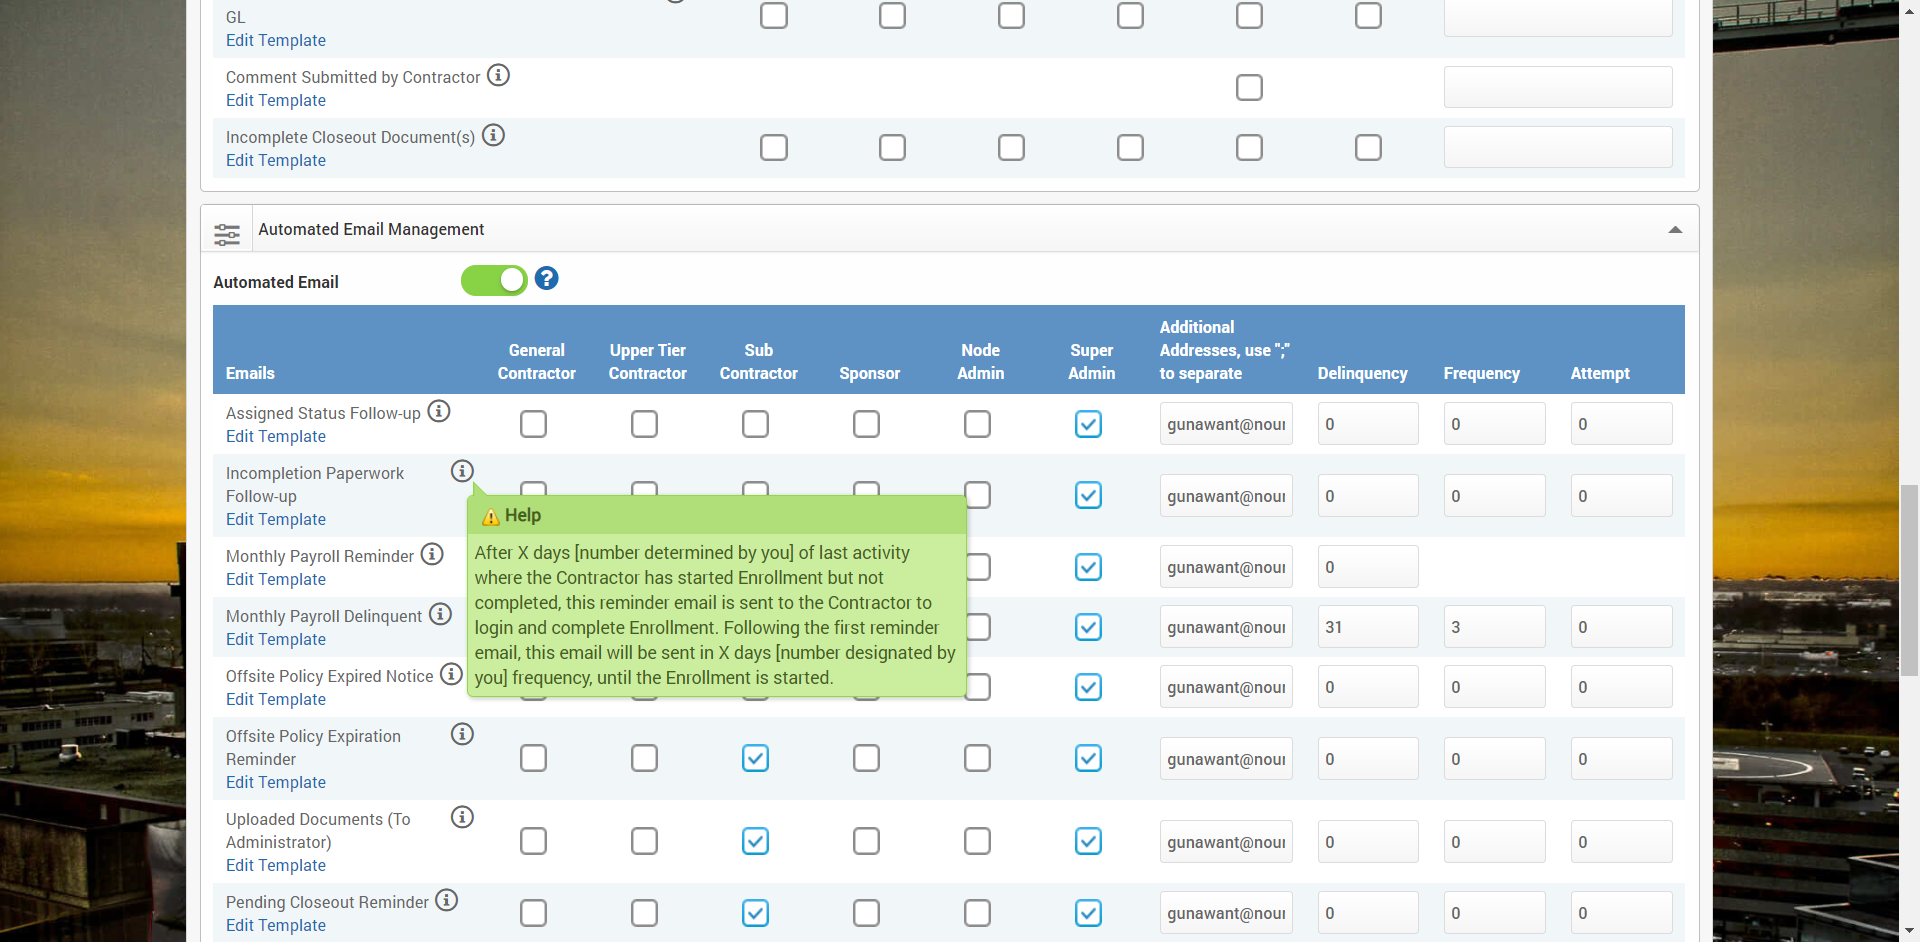 GL
Edit Template
Comment Submitted by Contractor
Edit Template
Incomplete Closeout Document(s)
Edit Template
Automated Email Management
Automated Email
Emails
General Contractor
Upper Tier Contractor
Sub Contractor
Sponsor
Node Admin
Super Admin
Additional Addresses, use ";" to separate
Delinquency
Frequency
Attempt
Assigned Status Follow-up
Edit Template
gunawant@nou 0 0 0
Incompletion Paperwork
Follow-up
Edit Template
gunawant@nou 0 0 0
Help
After X days [number determined by you] of last activity
where the Contractor has started Enrollment but not
completed, this reminder email is sent to the Contractor to
login and complete Enrollment. Following the first reminder
email, this email will be sent in X days [number designated by
you] frequency, until the Enrollment is started.
Monthly Payroll Reminder
Edit Template
gunawant@nou 0
Monthly Payroll Delinquent
Edit Template
gunawant@nou 31 3 0
Offsite Policy Expired Notice
Edit Template
gunawant@nou 0 0 0
Offsite Policy Expiration
Reminder
Edit Template
gunawant@nou 0 0 0
Uploaded Documents (To
Administrator)
Edit Template
gunawant@nou 0 0 0
Pending Closeout Reminder
Edit Template
gunawant@nou 0 0 0